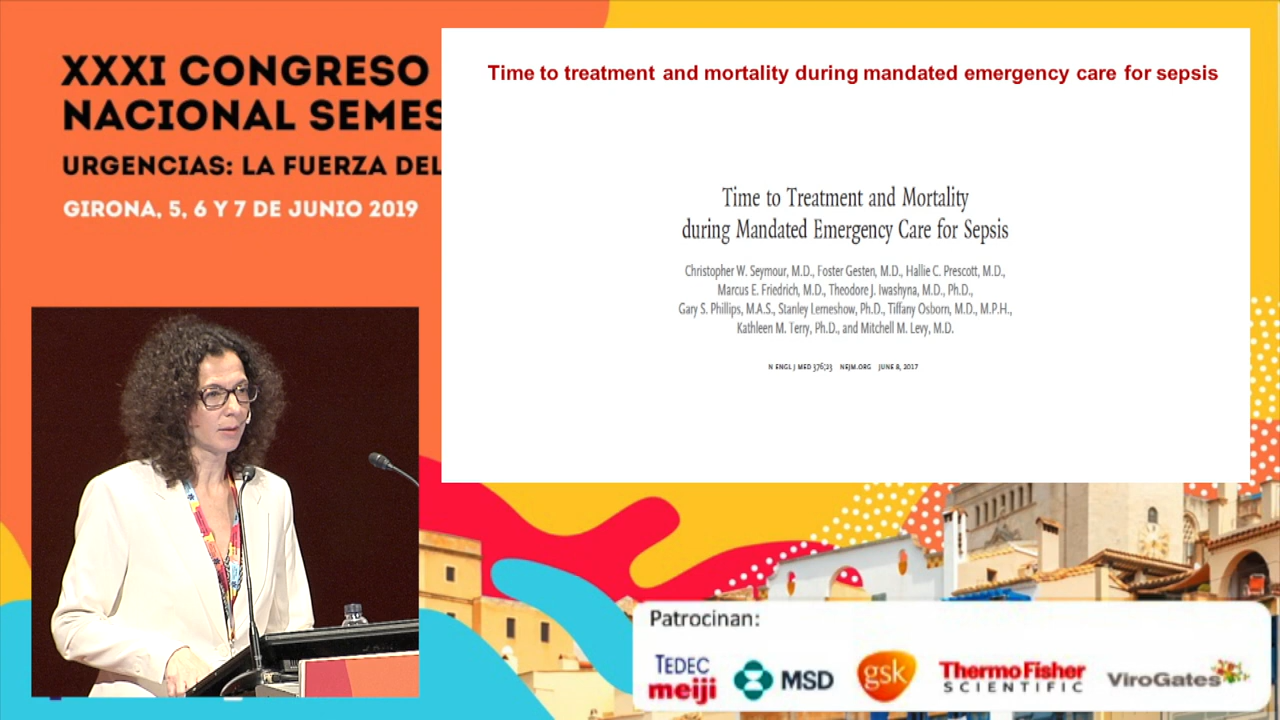 XXXI CONGRESO
NACIONAL SEMES
URGENCIAS: LA FUERZA DEL
GIRONA, 5, 6 Y 7 DE JUNIO 2019
Time to treatment and mortality during mandated emergency care for sepsis
Time to Treatment and Mortality
during Mandated Emergency Care for Sepsis
Christopher W. Seymour, M.D., Foster Gesten, M.D., Hallie C. Prescott, M.D.,
Marcus E. Friedrich, M.D., Theodore J. Iwashyna, M.D., Ph.D.,
Gary S. Phillips, M.A.S., Stanley Lemeshow, Ph.D., Tiffany Osborn, M.D., M.P.H.,
Kathleen M. Terry, Ph.D., and Mitchell M. Levy, M.D.
N ENGL J MED 376;23 NEJM.ORG JUNE 8, 2017
Patrocinan:
TEDEC
meiji
MSD
gsk
ThermoFisher
SCIENTIFIC
ViroGates